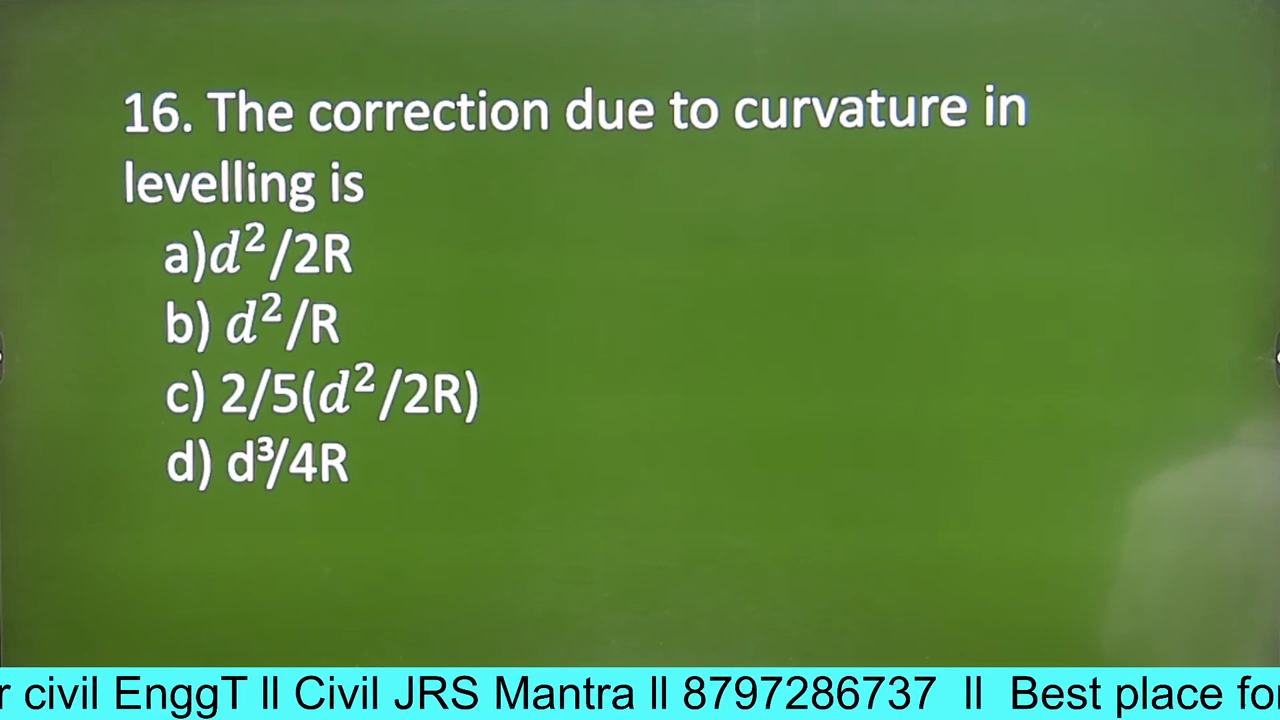 16. The correction due to curvature in
levelling is
a)d²/2R
b) d²/R
c) 2/5(d²/2R)
d) d³/4R
r civil EnggT ll Civil JRS Mantra ll 8797286737 ll Best place for